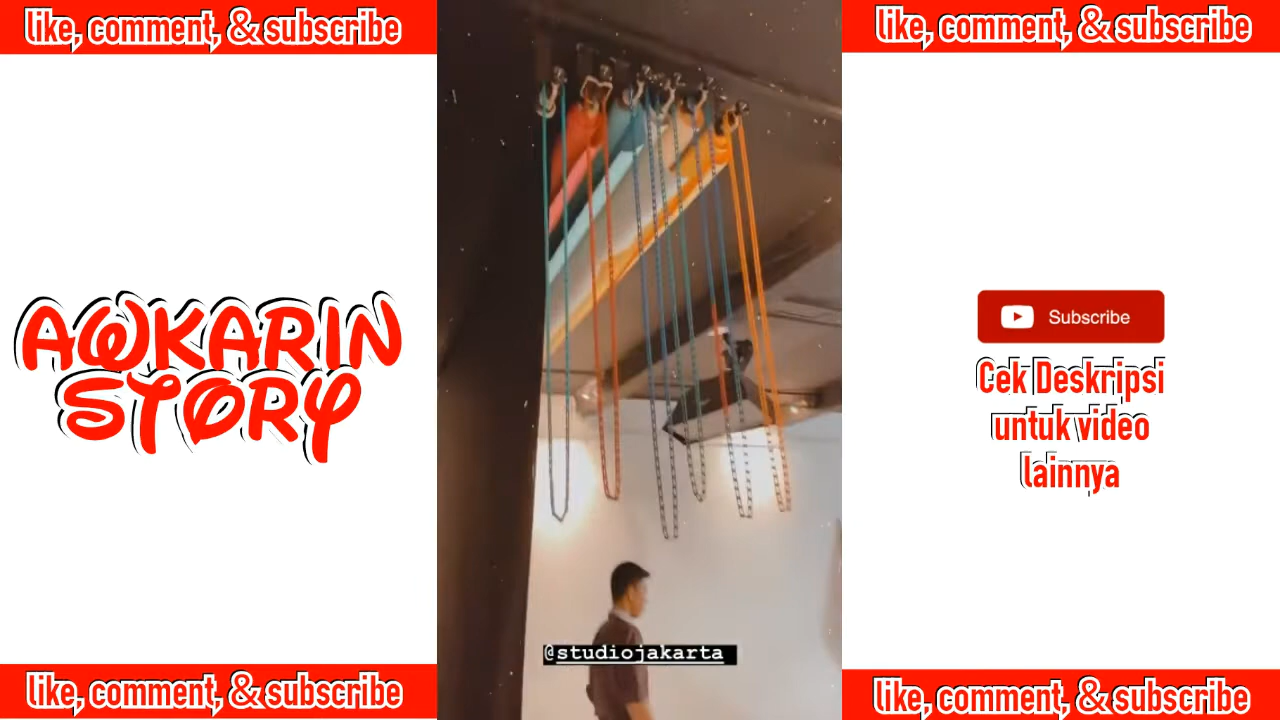 like, comment, & subscribe
like, comment, & subscribe
AWKARIN
STORY
Subscribe
Cek Deskripsi
untuk video
lainnya
@studiojakarta
like, comment, & subscribe
like, comment, & subscribe